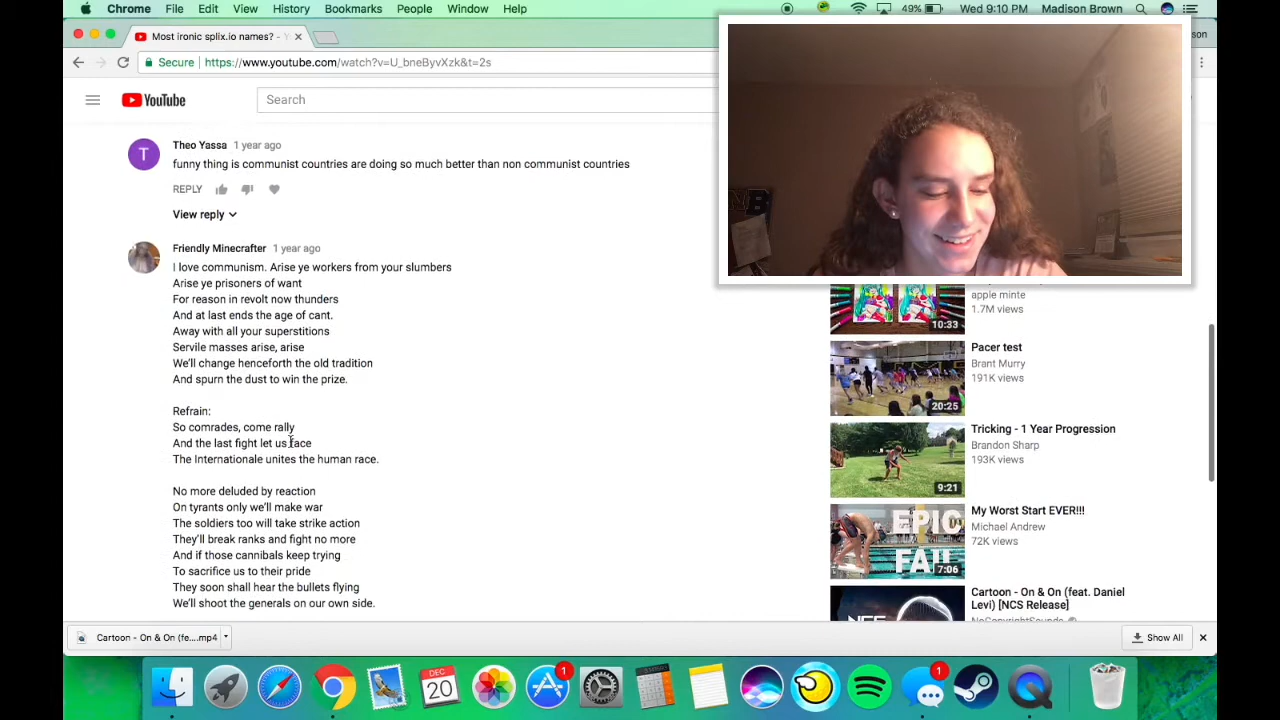 Chrome File Edit View History Bookmarks People Window Help 49% Wed 9:10 PM Madison Brown
Most ironic splix.io names? - Y
Secure https://www.youtube.com/watch?v=U_bneByvXzk&t=2s
YouTube
Search
Theo Yassa 1 year ago
funny thing is communist countries are doing so much better than non communist countries
REPLY
View reply
Friendly Minecrafter 1 year ago
I love communism. Arise ye workers from your slumbers
Arise ye prisoners of want
For reason in revolt now thunders
And at last ends the age of cant.
Away with all your superstitions
Servile masses arise, arise
We'll change henceforth the old tradition
And spurn the dust to win the prize.
Refrain:
So comrades, come rally
And the last fight let us face
The Internationale unites the human race.
No more deluded by reaction
On tyrants only we'll make war
The soldiers too will take strike action
They'll break ranks and fight no more
And if those cannibals keep trying
To sacrifice us to their pride
They soon shall hear the bullets flying
We'll shoot the generals on our own side.
apple minte
1.7M views
10:33
Pacer test
Brant Murry
191K views
20:25
Tricking - 1 Year Progression
Brandon Sharp
193K views
9:21
My Worst Start EVER!!!
Michael Andrew
72K views
EPIC
FAIL
7:06
Cartoon - On & On (feat. Daniel
Levi) [NCS Release]
NoCopyrightSounds
NCS
Cartoon - On & On (fe....mp4
Show All
DEC
20
1
1